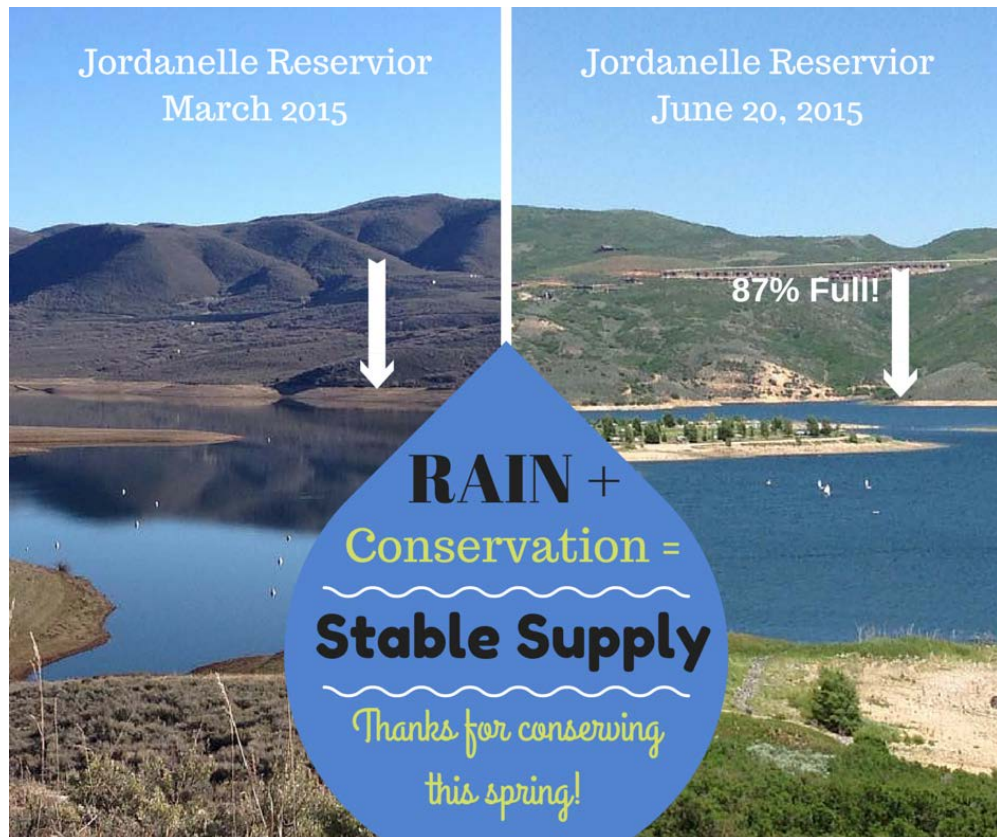 Jordanelle Reservior
March 2015
Jordanelle Reservior
June 20, 2015
87% Full!
RAIN +
Conservation =
Stable Supply
Thanks for conserving
this spring!